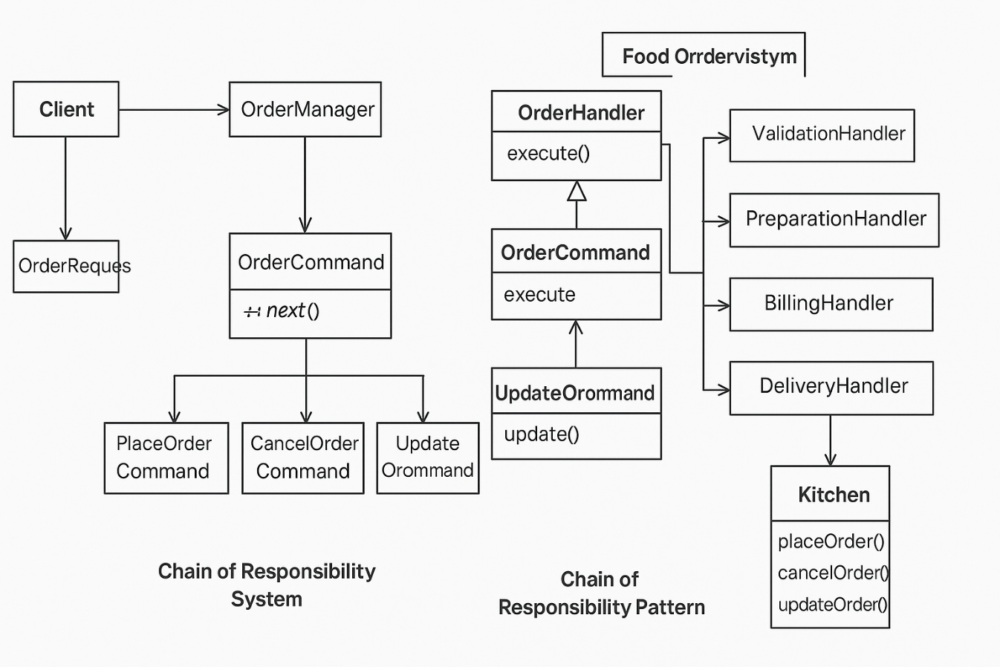 Food Orrdervistym
Client
OrderManager
OrderReques
OrderCommand
next()
PlaceOrder
Command
CancelOrder
Command
Update
Orommand
Chain of Responsibility
System
OrderHandler
execute()
OrderCommand
execute
UpdateOrommand
update()
Chain of
Responsibility Pattern
ValidationHandler
PreparationHandler
BillingHandler
DeliveryHandler
Kitchen
placeOrder()
cancelOrder()
updateOrder()